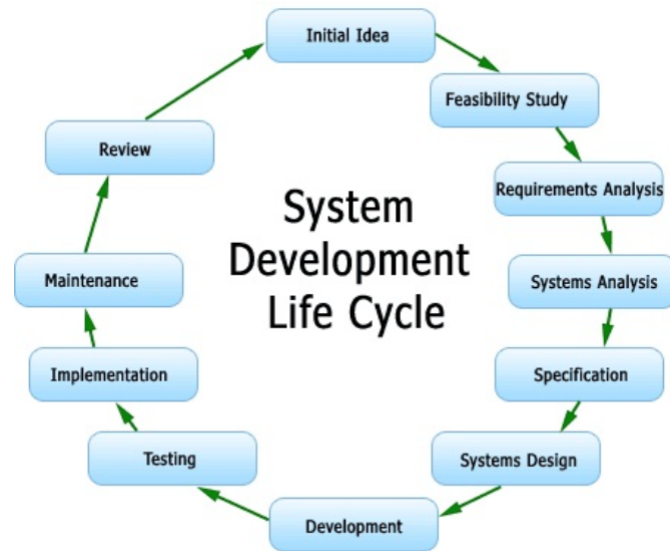 Initial Idea
Feasibility Study
Requirements Analysis
Systems Analysis
Specification
Systems Design
Development
Testing
Implementation
Maintenance
Review
System
Development
Life Cycle